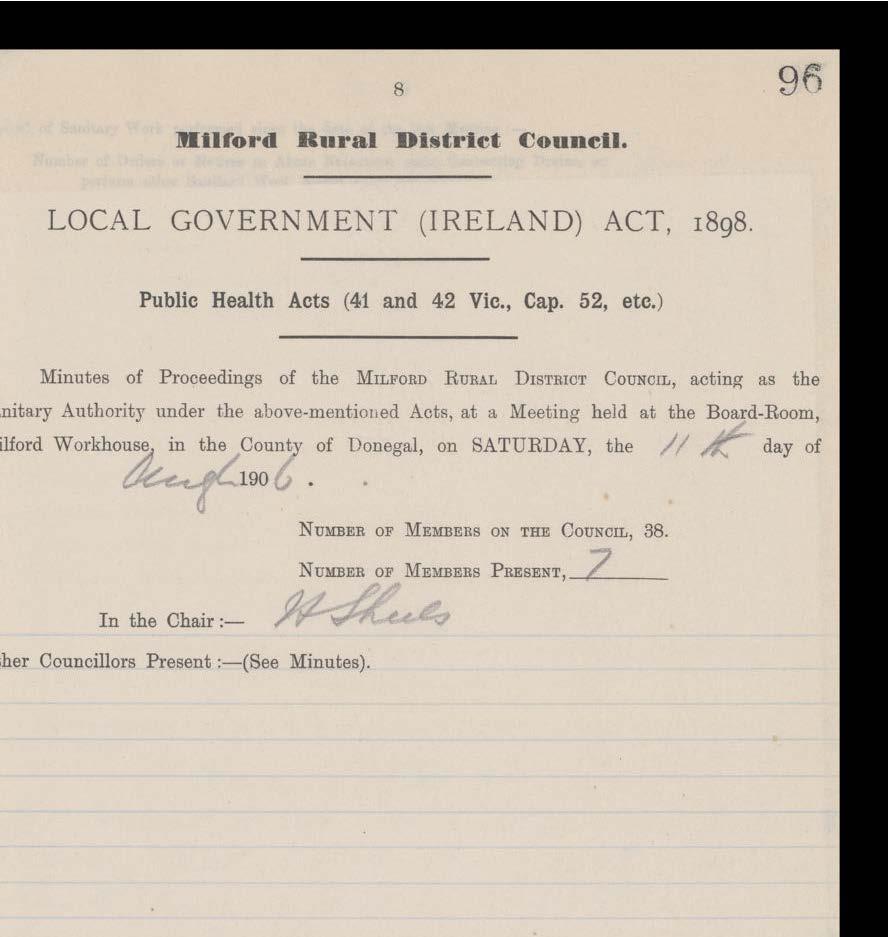 96
8
Milford Rural District Council.
LOCAL GOVERNMENT (IRELAND) ACT, 1898.
Public Health Acts (41 and 42 Vic., Cap. 52, etc.)
Minutes of Proceedings of the MILFORD RURAL DISTRICT COUNCIL, acting as the
nitary Authority under the above-mentioned Acts, at a Meeting held at the Board-Room,
ilford Workhouse, in the County of Donegal, on SATURDAY, the 11th day of
1906.
NUMBER OF MEMBERS ON THE COUNCIL, 38.
NUMBER OF MEMBERS PRESENT, 7
In the Chair :—
her Councillors Present :—(See Minutes).